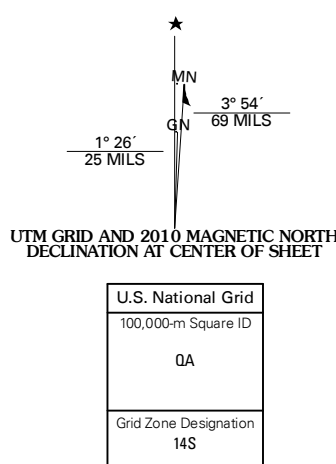 ★
MN
3° 54´
69 MILS
GN
1° 26´
25 MILS
UTM GRID AND 2010 MAGNETIC NORTH
DECLINATION AT CENTER OF SHEET
U.S. National Grid
100,000-m Square ID
QA
Grid Zone Designation
14S